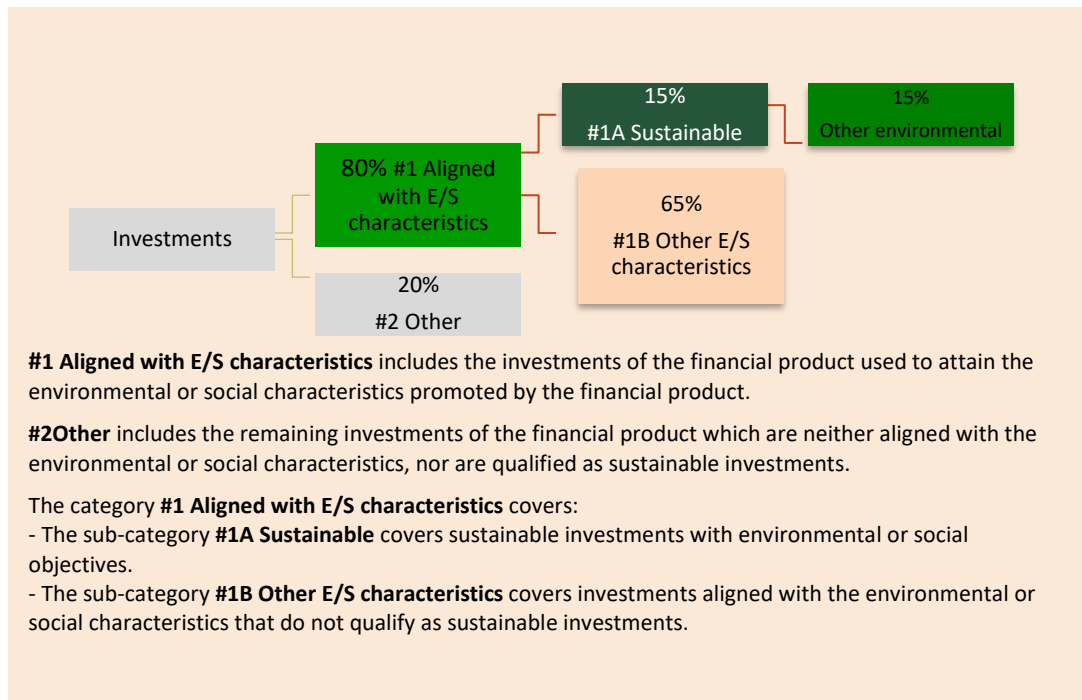 15%
#1A Sustainable
15%
Other environmental
80% #1 Aligned
with E/S
characteristics
65%
#1B Other E/S
characteristics
Investments
20%
#2 Other
#1 Aligned with E/S characteristics includes the investments of the financial product used to attain the
environmental or social characteristics promoted by the financial product.
#2Other includes the remaining investments of the financial product which are neither aligned with the
environmental or social characteristics, nor are qualified as sustainable investments.
The category #1 Aligned with E/S characteristics covers:
- The sub-category #1A Sustainable covers sustainable investments with environmental or social
objectives.
- The sub-category #1B Other E/S characteristics covers investments aligned with the environmental or
social characteristics that do not qualify as sustainable investments.